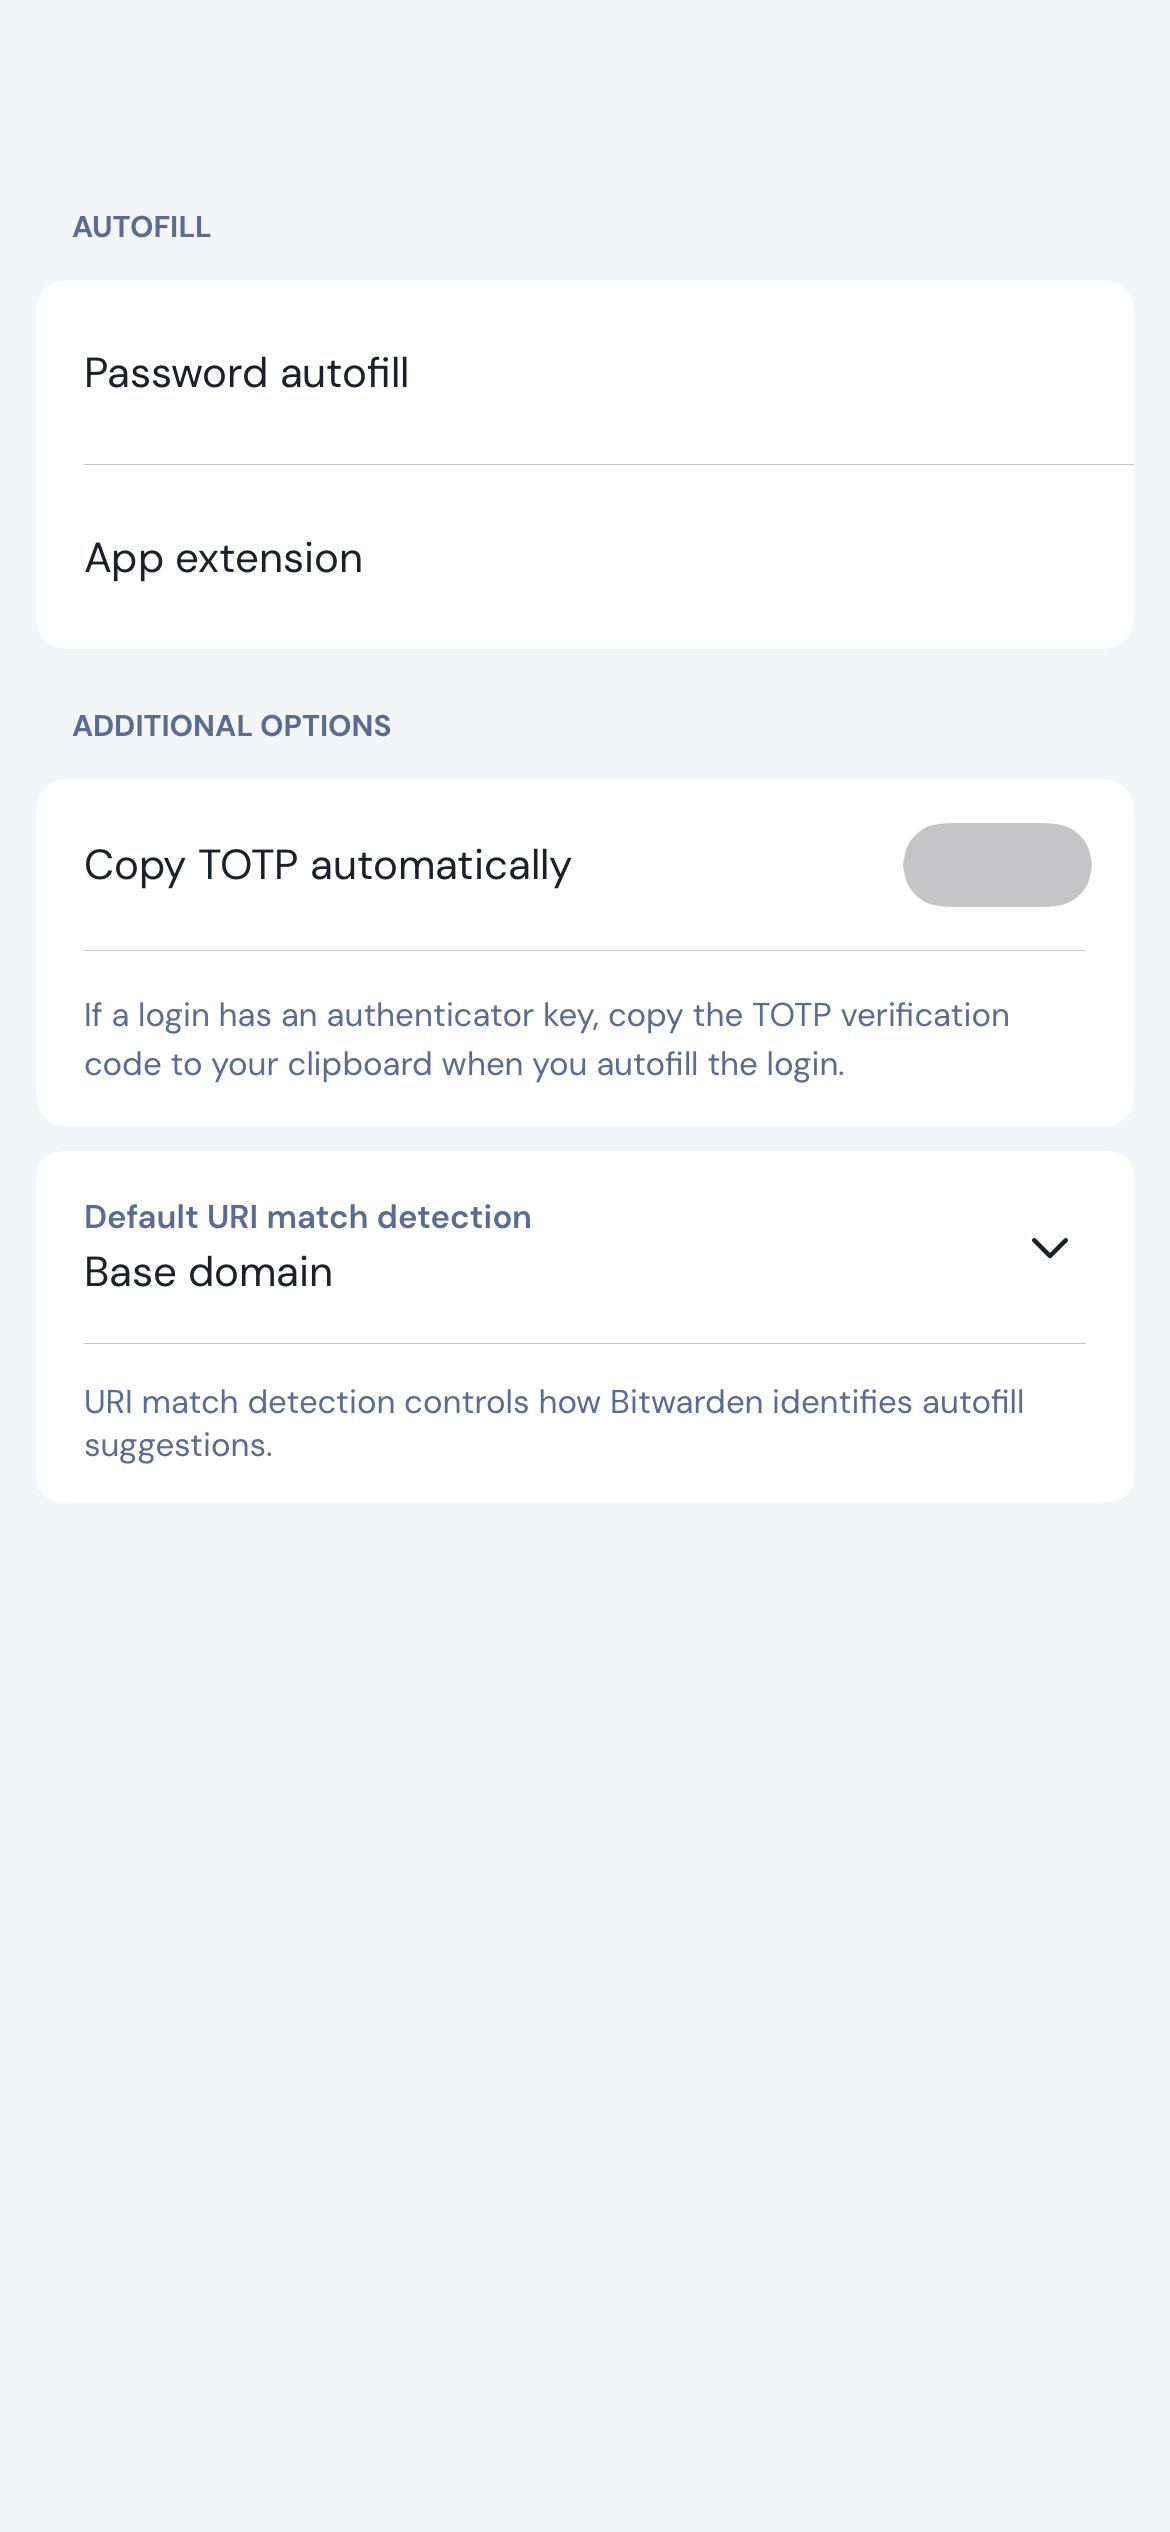 AUTOFILL
Password autofill
App extension
ADDITIONAL OPTIONS
Copy TOTP automatically
If a login has an authenticator key, copy the TOTP verification
code to your clipboard when you autofill the login.
Default URI match detection
Base domain
URI match detection controls how Bitwarden identifies autofill
suggestions.